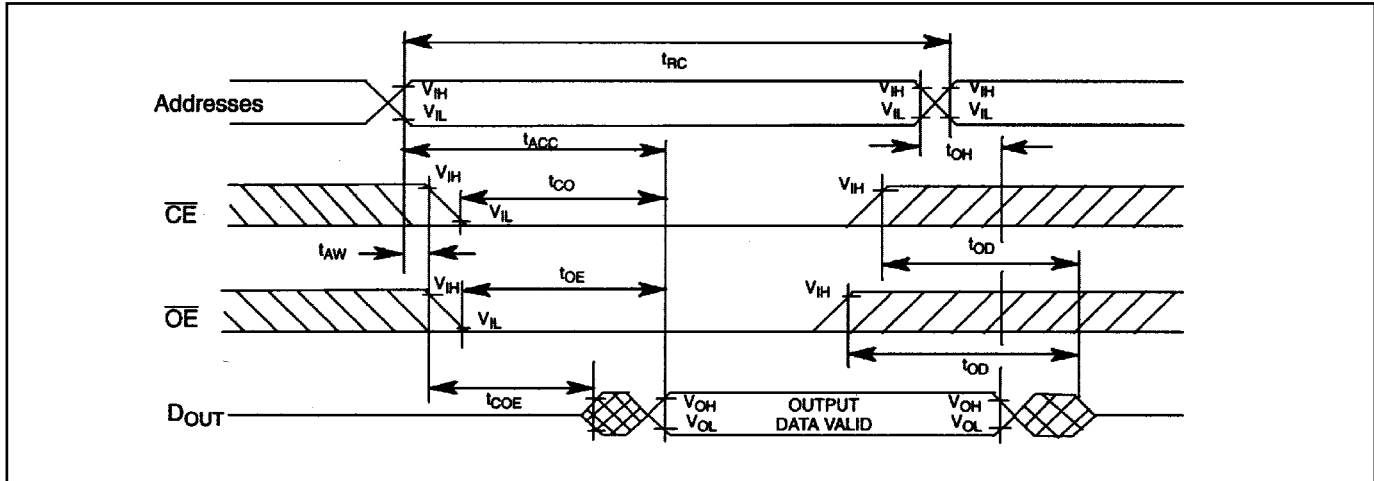 tRC
Addresses VIH VIH VIH
VIL VIL VIL
tACC tOH
VIH tCO VIH
CE VIL
tAW tOD
VIH tOE VIH
OE VIL
tOD
tCOE
DOUT VOH OUTPUT VOH
VOL DATA VALID VOL